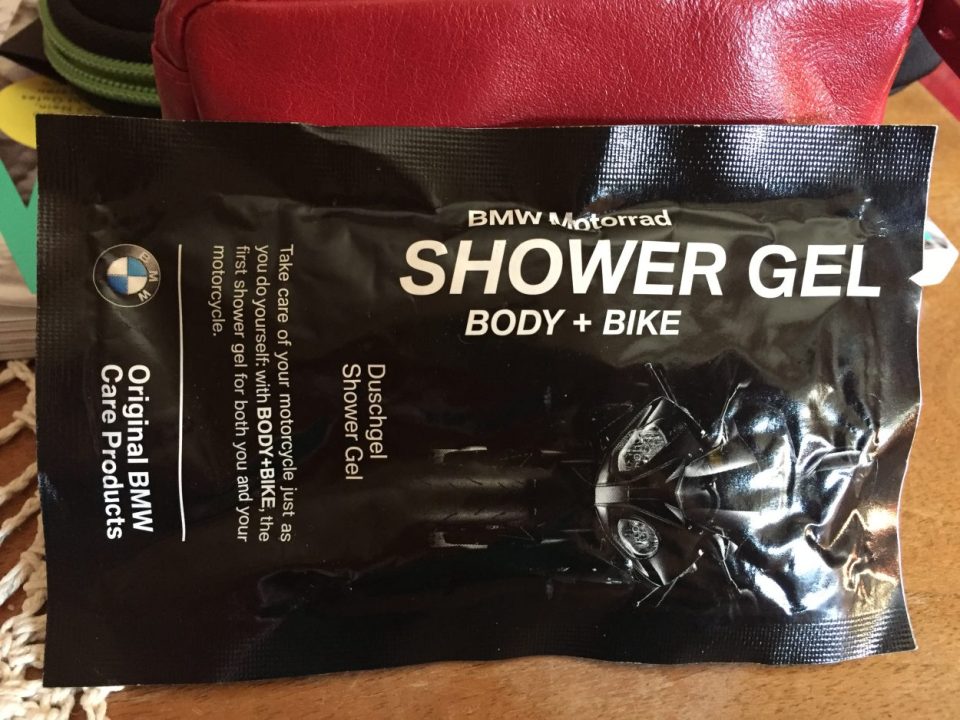 BMW Motorrad
SHOWER GEL
BODY + BIKE
Duschgel
Shower Gel
Take care of your motorcycle just as
you do yourself: with BODY+BIKE, the
first shower gel for both you and your
motorcycle.
BMW
Original BMW
Care Products